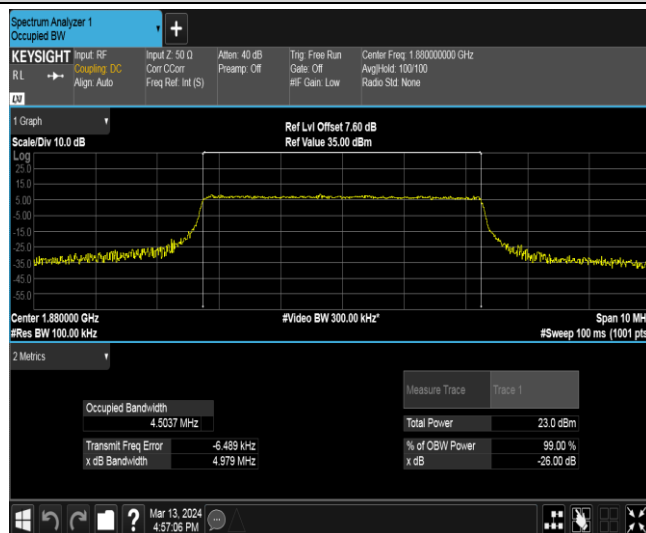 Spectrum Analyzer 1
Occupied BW
+
KEYSIGHT
RL
LXI
Input: RF
Coupling: DC
Align: Auto
Input Z: 50 Ω
Corr CCorr
Freq Ref: Int (S)
Atten: 40 dB
Preamp: Off
Trig: Free Run
Gate: Off
#IF Gain: Low
Center Freq: 1.880000000 GHz
Avg|Hold: 100/100
Radio Std: None
1 Graph
Scale/Div 10.0 dB
Ref Lvl Offset 7.60 dB
Ref Value 35.00 dBm
Log
25.0
15.0
5.00
-5.00
-15.0
-25.0
-35.0
-45.0
-55.0
Center 1.880000 GHz
#Video BW 300.00 kHz*
Span 10 MH
#Res BW 100.00 kHz
#Sweep 100 ms (1001 pts
2 Metrics
Measure Trace
Trace 1
Occupied Bandwidth
4.5037 MHz
Total Power
23.0 dBm
Transmit Freq Error
-6.489 kHz
% of OBW Power
99.00 %
x dB Bandwidth
4.979 MHz
x dB
-26.00 dB
?
Mar 13, 2024
4:57:06 PM